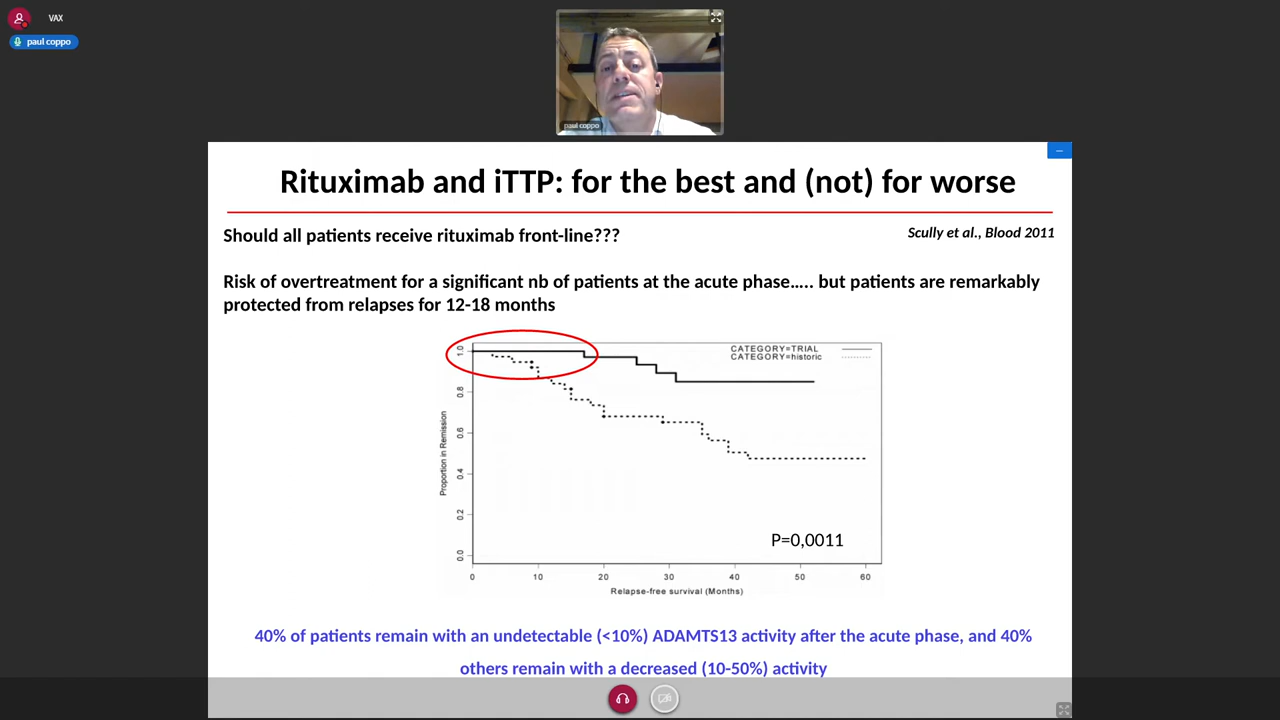 VAX
paul coppo
paul coppo
Rituximab and iTTP: for the best and (not) for worse
Should all patients receive rituximab front-line???
Scully et al., Blood 2011
Risk of overtreatment for a significant nb of patients at the acute phase….. but patients are remarkably
protected from relapses for 12-18 months
CATEGORY=TRIAL
CATEGORY=historic
Proportion in Remission
1.0
0.8
0.6
0.4
0.2
0.0
P=0,0011
0 10 20 30 40 50 60
Relapse-free survival (Months)
40% of patients remain with an undetectable (<10%) ADAMTS13 activity after the acute phase, and 40%
others remain with a decreased (10-50%) activity